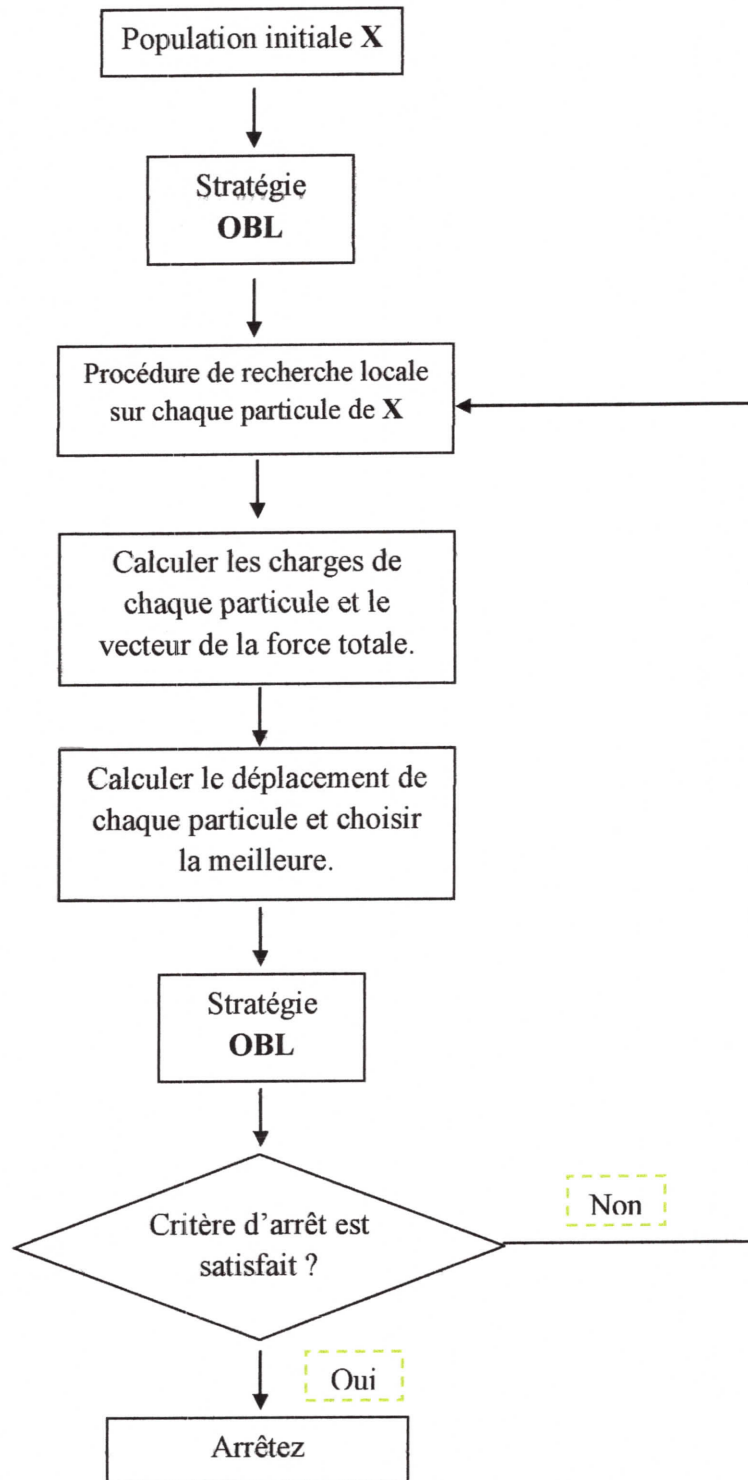 Population initiale X
Stratégie
OBL
Procédure de recherche locale
sur chaque particule de X
Calculer les charges de
chaque particule et le
vecteur de la force totale.
Calculer le déplacement de
chaque particule et choisir
la meilleure.
Stratégie
OBL
Critère d'arrêt est
satisfait ?
Non
Oui
Arrêtez